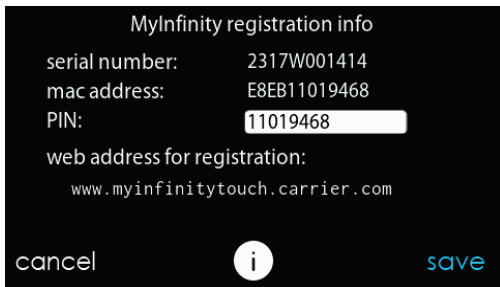 MyInfinity registration info
serial number: 2317W001414
mac address: E8EB11019468
PIN: 11019468
web address for registration:
www.myinfinitytouch.carrier.com
cancel i save